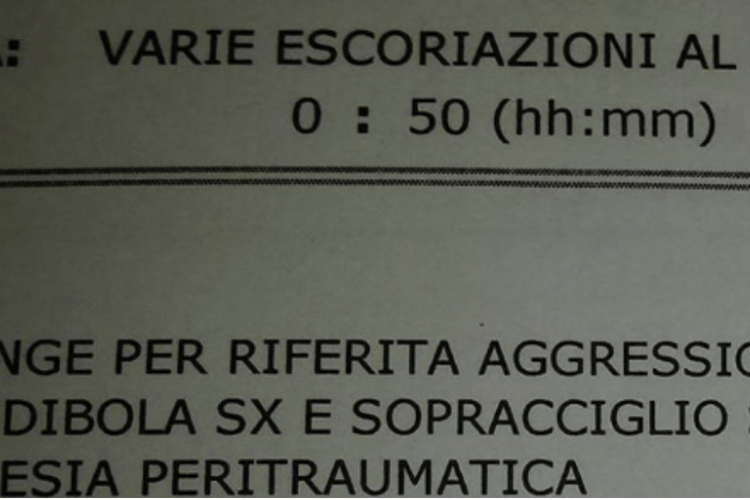 : VARIE ESCORIAZIONI AL
0 : 50 (hh:mm)
NGE PER RIFERITA AGGRESSIO
DIBOLA SX E SOPRACCIGLIO
ESIA PERITRAUMATICA